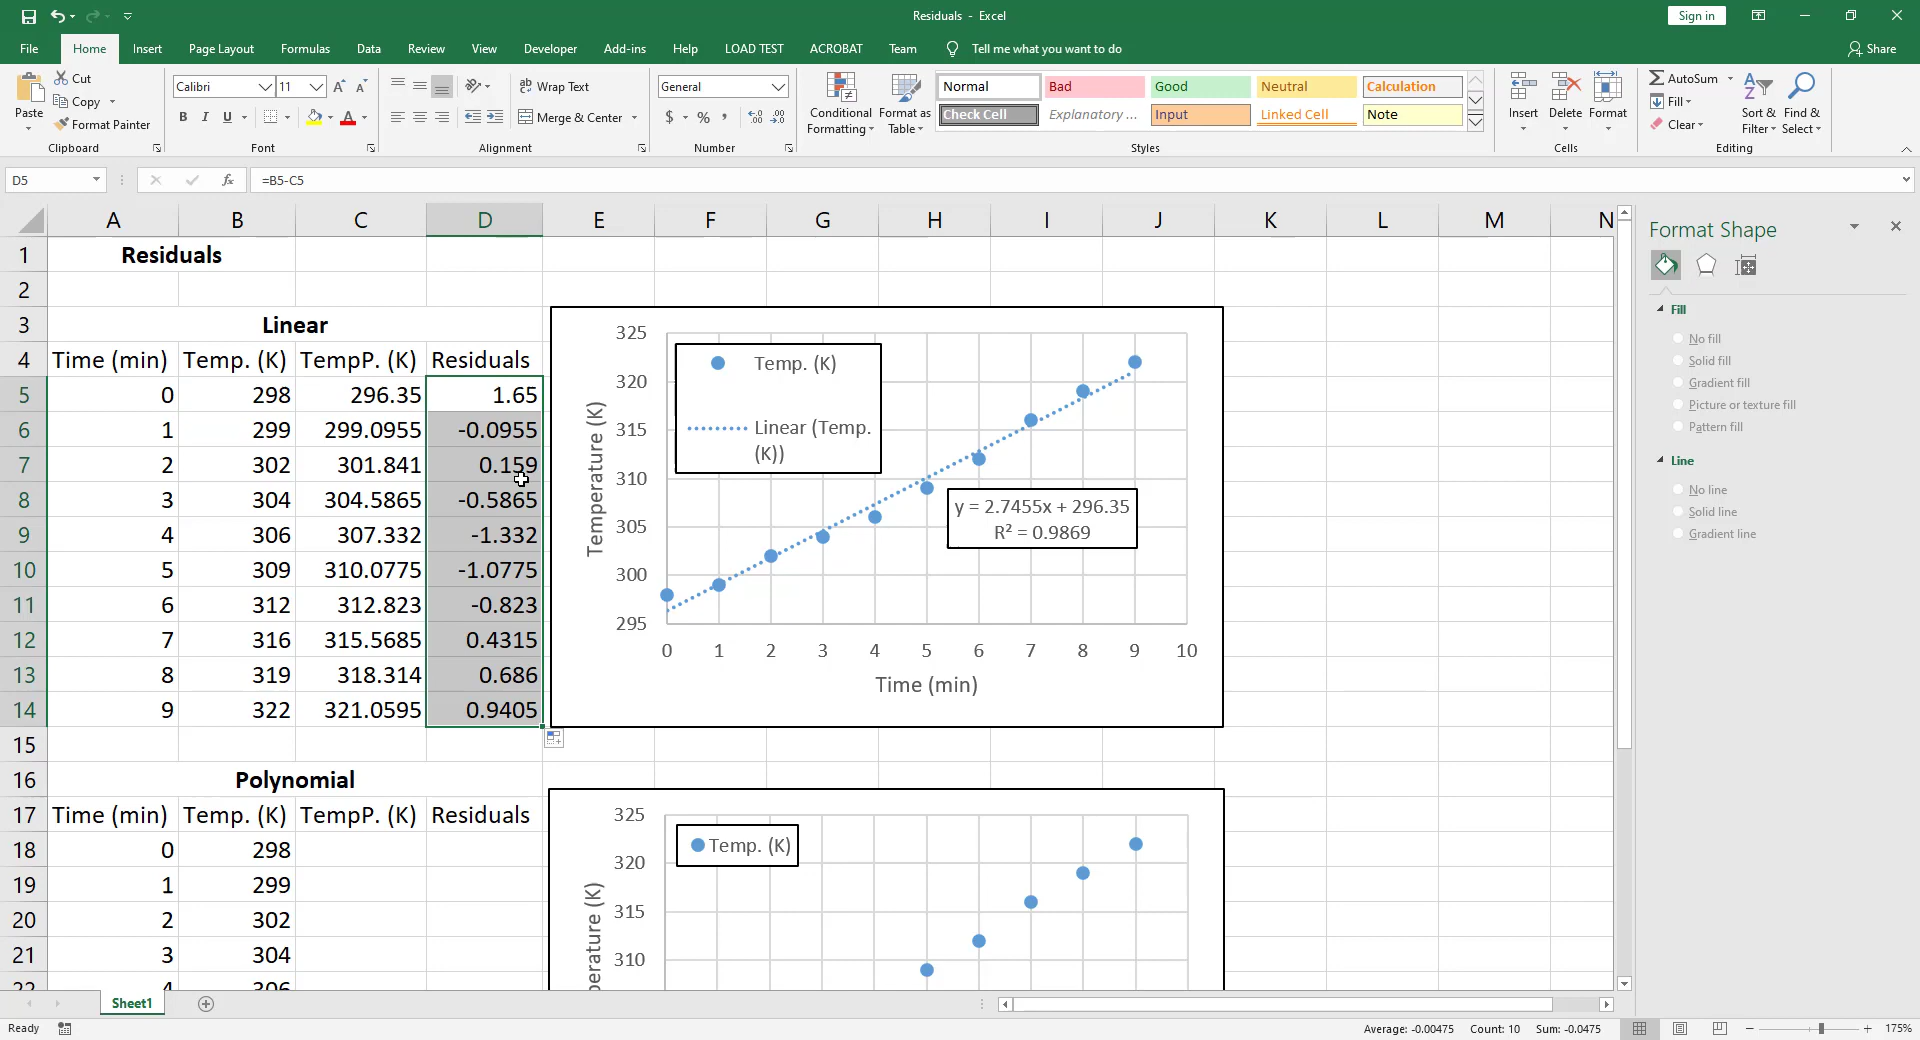 Residuals - Excel
Sign in
File Home Insert Page Layout Formulas Data Review View Developer Add-ins Help LOAD TEST ACROBAT Team Tell me what you want to do Share
Cut
Copy
Format Painter
Paste
Clipboard
Calibri 11
B I U
Font
Wrap Text
Merge & Center
Alignment
General
$ % ,
Number
Conditional Formatting
Format as Table
Normal Bad Good Neutral Calculation
Check Cell Explanatory ... Input Linked Cell Note
Styles
Insert Delete Format
Cells
AutoSum
Fill
Clear
Sort & Filter
Find & Select
Editing
D5 fx =B5-C5
A B C D E F G H I J K L M N
1 Residuals
2
3 Linear
4 Time (min) Temp. (K) TempP. (K) Residuals
5 0 298 296.35 1.65
6 1 299 299.0955 -0.0955
7 2 302 301.841 0.159
8 3 304 304.5865 -0.5865
9 4 306 307.332 -1.332
10 5 309 310.0775 -1.0775
11 6 312 312.823 -0.823
12 7 316 315.5685 0.4315
13 8 319 318.314 0.686
14 9 322 321.0595 0.9405
15
16 Polynomial
17 Time (min) Temp. (K) TempP. (K) Residuals
18 0 298
19 1 299
20 2 302
21 3 304
22 4 306
325
320
315
310
305
300
295
Temperature (K)
Temp. (K)
Linear (Temp.
(K))
y = 2.7455x + 296.35
R² = 0.9869
0 1 2 3 4 5 6 7 8 9 10
Time (min)
325
320
315
310
perature (K)
Temp. (K)
Format Shape
Fill
No fill
Solid fill
Gradient fill
Picture or texture fill
Pattern fill
Line
No line
Solid line
Gradient line
Sheet1
Ready
Average: -0.00475 Count: 10 Sum: -0.0475
175%